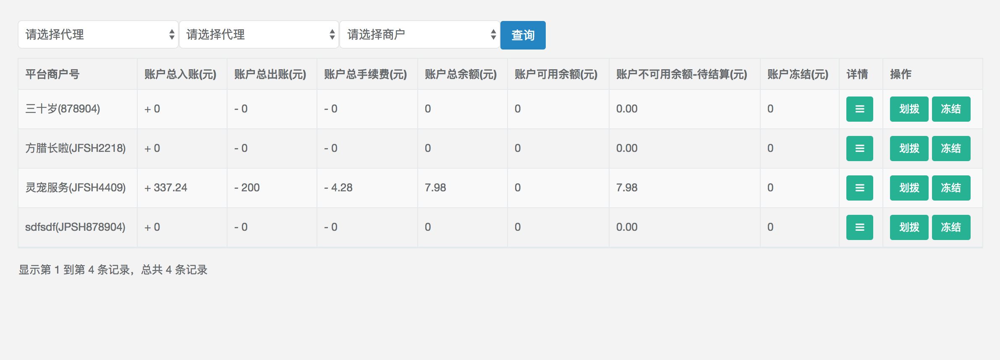 请选择代理 请选择代理 请选择商户 查询
平台商户号 账户总入账(元) 账户总出账(元) 账户总手续费(元) 账户总余额(元) 账户可用余额(元) 账户不可用余额-待结算(元) 账户冻结(元) 详情 操作
三十岁(878904) + 0 - 0 - 0 0 0 0.00 0 划拨 冻结
方腊长啦(JFSH2218) + 0 - 0 - 0 0 0 0.00 0 划拨 冻结
灵宠服务(JFSH4409) + 337.24 - 200 - 4.28 7.98 0 7.98 0 划拨 冻结
sdfsdf(JPSH878904) + 0 - 0 - 0 0 0 0.00 0 划拨 冻结
显示第 1 到第 4 条记录，总共 4 条记录